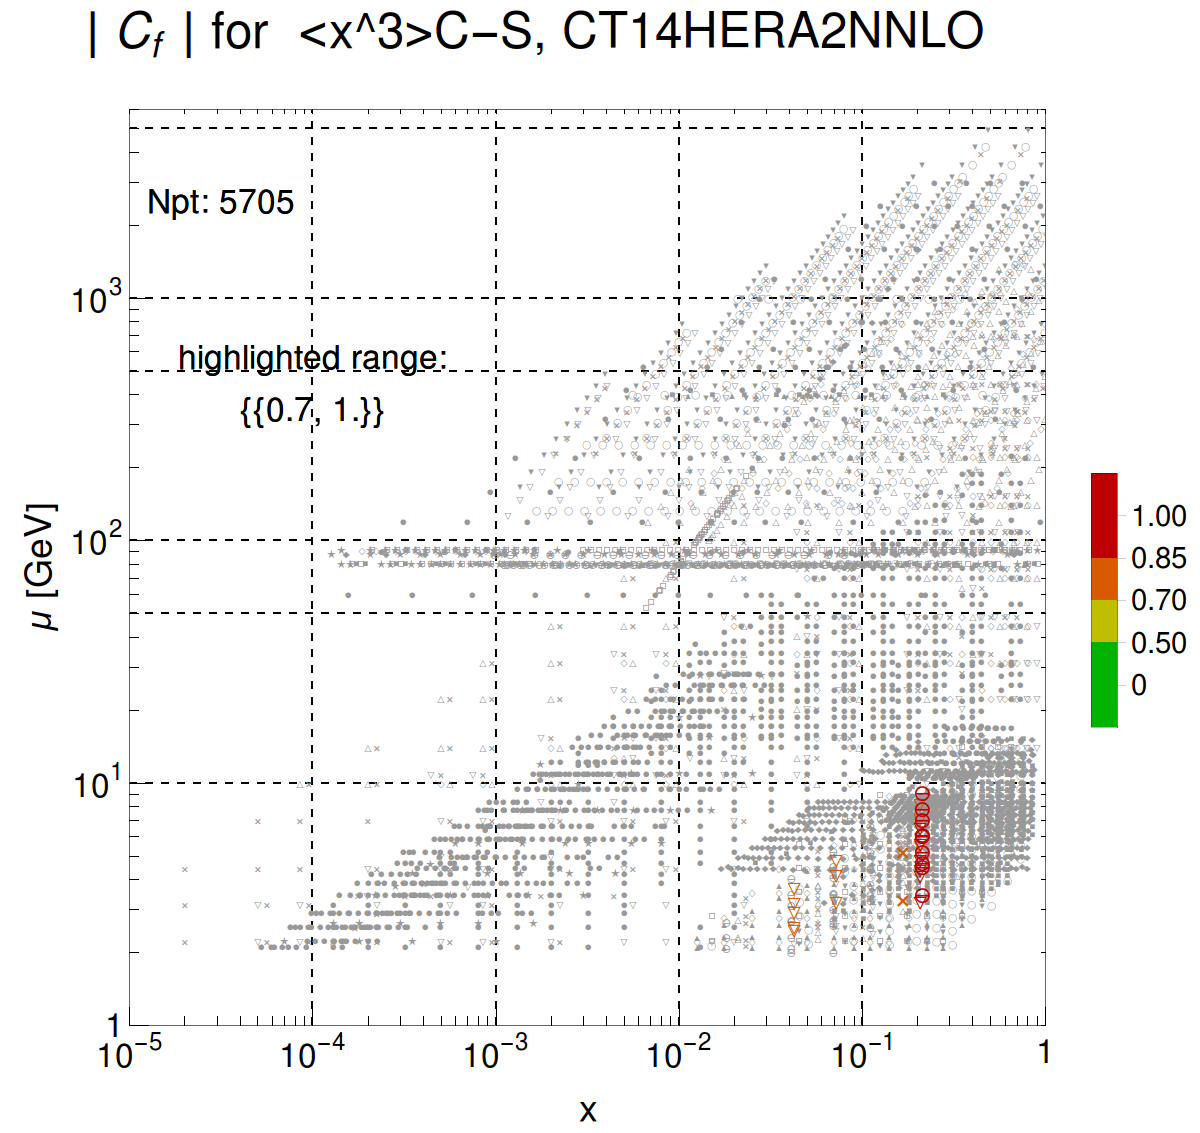 | C_f | for <x^3>C−S, CT14HERA2NNLO
Npt: 5705
highlighted range:
{{0.7, 1.}}
μ [GeV]
10^3
10^2
10^1
1
10^−5 10^−4 10^−3 10^−2 10^−1 1
x
1.00
0.85
0.70
0.50
0